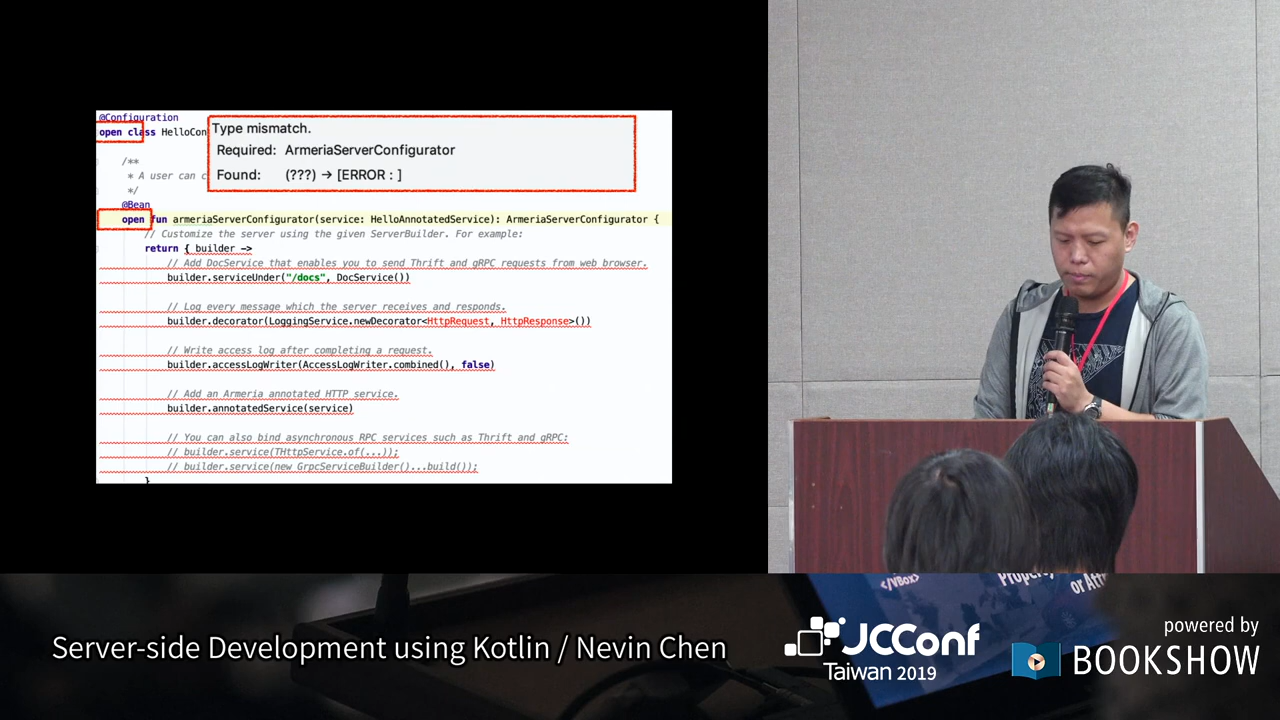 @Configuration
open class HelloCon
Type mismatch.
Required: ArmeriaServerConfigurator
Found: (???) → [ERROR : ]
/**
* A user can c
*/
@Bean
open fun armeriaServerConfigurator(service: HelloAnnotatedService): ArmeriaServerConfigurator {
// Customize the server using the given ServerBuilder. For example:
return { builder ->
// Add DocService that enables you to send Thrift and gRPC requests from web browser.
builder.serviceUnder("/docs", DocService())
// Log every message which the server receives and responds.
builder.decorator(LoggingService.newDecorator<HttpRequest, HttpResponse>())
// Write access log after completing a request.
builder.accessLogWriter(AccessLogWriter.combined(), false)
// Add an Armeria annotated HTTP service.
builder.annotatedService(service)
// You can also bind asynchronous RPC services such as Thrift and gRPC:
// builder.service(THttpService.of(...));
// builder.service(new GrpcServiceBuilder()...build());
}
</VBox>
Property
or Attr
Server-side Development using Kotlin / Nevin Chen
JCConf
Taiwan 2019
powered by
BOOKSHOW